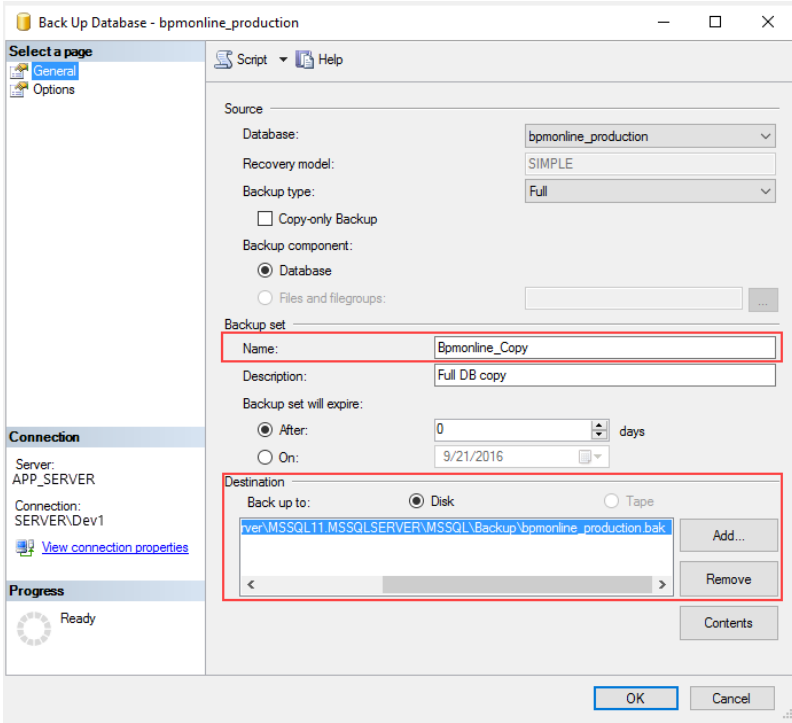 Back Up Database - bpmonline_production
Select a page
General
Options
Script
Help
Source
Database:
bpmonline_production
Recovery model:
SIMPLE
Backup type:
Full
Copy-only Backup
Backup component:
Database
Files and filegroups:
...
Backup set
Name:
Bpmonline_Copy
Description:
Full DB copy
Backup set will expire:
After:
0
days
On:
9/21/2016
Destination
Back up to:
Disk
Tape
rver\MSSQL11.MSSQLSERVER\MSSQL\Backup\bpmonline_production.bak
Add...
Remove
Contents
Connection
Server:
APP_SERVER
Connection:
SERVER\Dev1
View connection properties
Progress
Ready
OK
Cancel